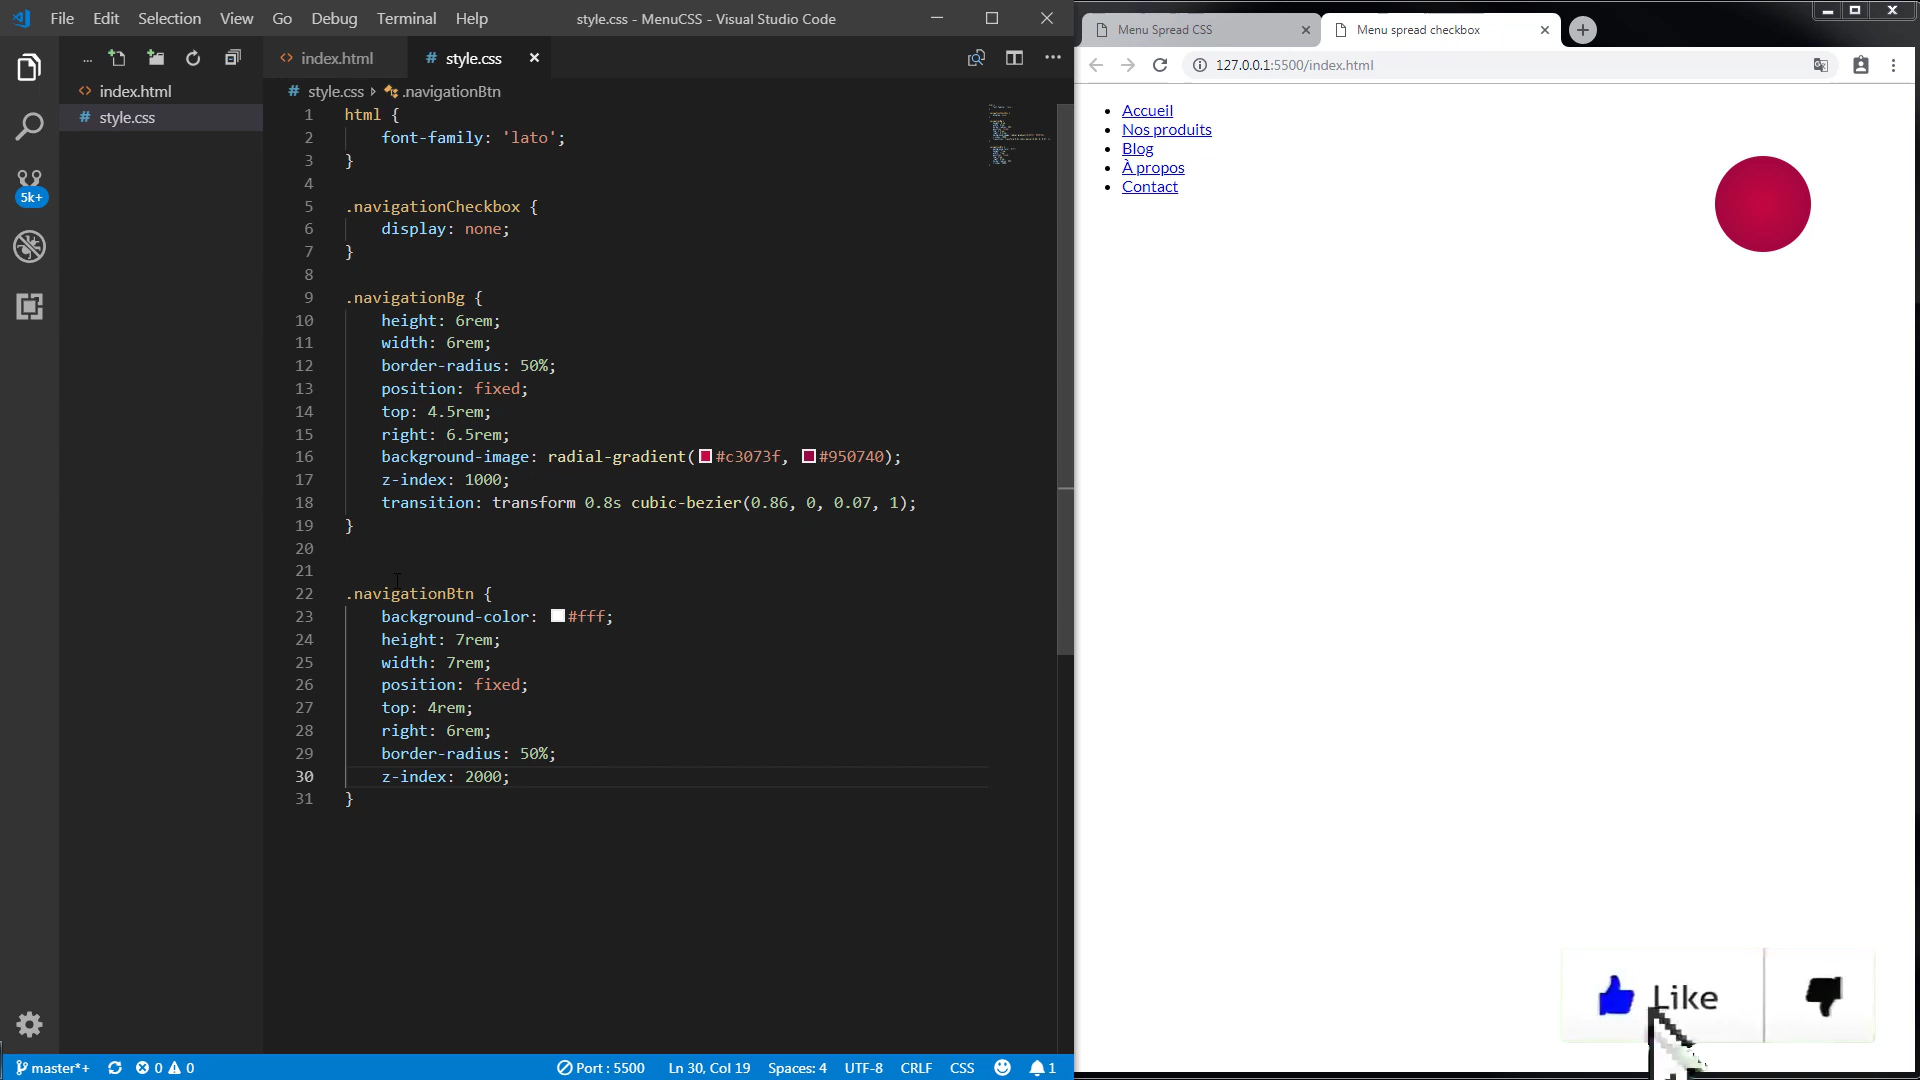 File Edit Selection View Go Debug Terminal Help
style.css - MenuCSS - Visual Studio Code
...
index.html
style.css
5k+
<> index.html
# style.css
<> index.html
# style.css
# style.css › .navigationBtn
1 html {
2 font-family: 'lato';
3 }
4
5 .navigationCheckbox {
6 display: none;
7 }
8
9 .navigationBg {
10 height: 6rem;
11 width: 6rem;
12 border-radius: 50%;
13 position: fixed;
14 top: 4.5rem;
15 right: 6.5rem;
16 background-image: radial-gradient(#c3073f, #950740);
17 z-index: 1000;
18 transition: transform 0.8s cubic-bezier(0.86, 0, 0.07, 1);
19 }
20
21
22 .navigationBtn {
23 background-color: #fff;
24 height: 7rem;
25 width: 7rem;
26 position: fixed;
27 top: 4rem;
28 right: 6rem;
29 border-radius: 50%;
30 z-index: 2000;
31 }
master*+ 0 0 Port : 5500 Ln 30, Col 19 Spaces: 4 UTF-8 CRLF CSS 1
Menu Spread CSS
Menu spread checkbox
127.0.0.1:5500/index.html
Accueil
Nos produits
Blog
À propos
Contact
Like